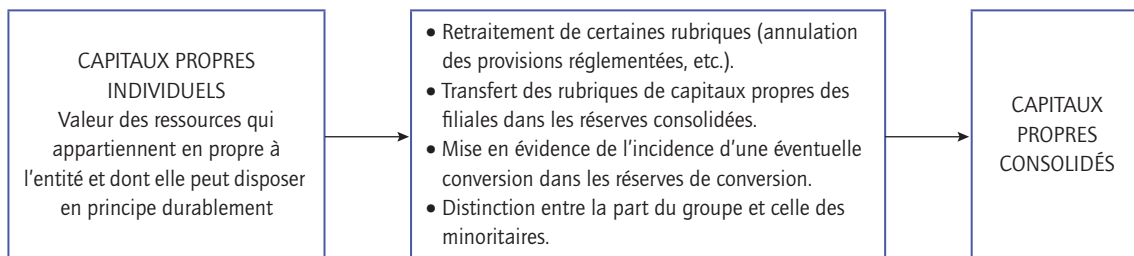 CAPITAUX PROPRES
INDIVIDUELS
Valeur des ressources qui
appartiennent en propre à
l'entité et dont elle peut disposer
en principe durablement
• Retraitement de certaines rubriques (annulation
des provisions réglementées, etc.).
• Transfert des rubriques de capitaux propres des
filiales dans les réserves consolidées.
• Mise en évidence de l'incidence d'une éventuelle
conversion dans les réserves de conversion.
• Distinction entre la part du groupe et celle des
minoritaires.
CAPITAUX
PROPRES
CONSOLIDÉS